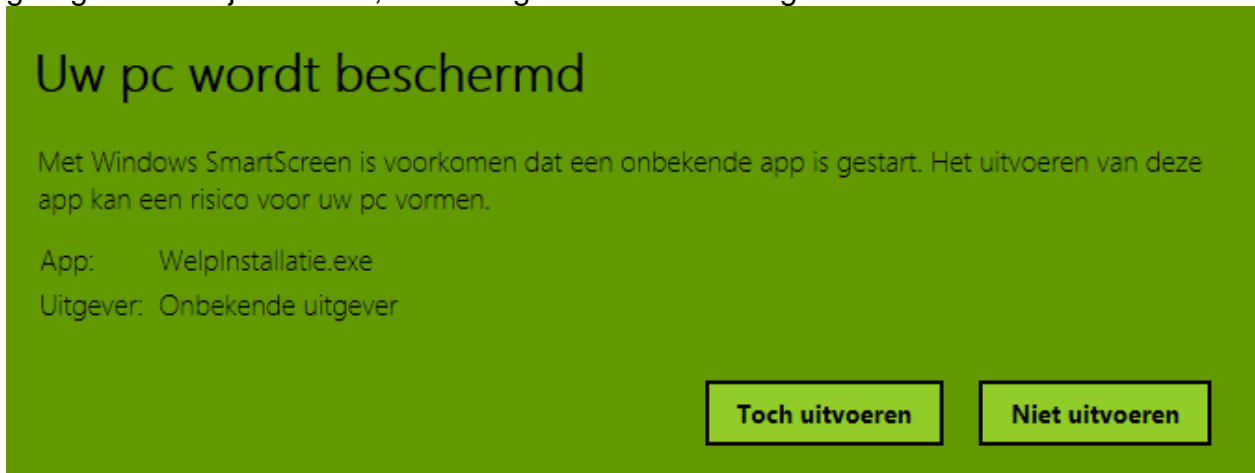 Uw pc wordt beschermd
Met Windows SmartScreen is voorkomen dat een onbekende app is gestart. Het uitvoeren van deze
app kan een risico voor uw pc vormen.
App: WelpInstallatie.exe
Uitgever: Onbekende uitgever
Toch uitvoeren Niet uitvoeren